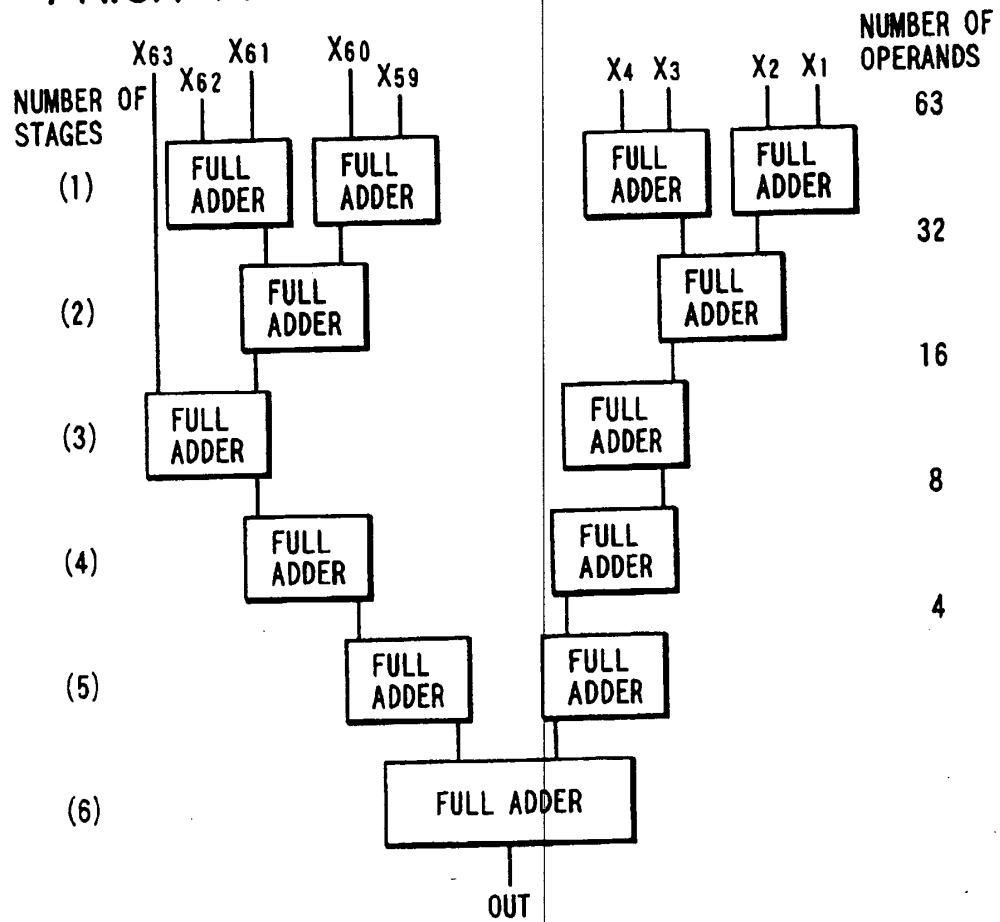 NUMBER OF
OPERANDS
X63 X61 X60
X62 X59
X4 X3 X2 X1
NUMBER OF
STAGES
63
(1)
FULL
ADDER
FULL
ADDER
FULL
ADDER
FULL
ADDER
32
(2)
FULL
ADDER
FULL
ADDER
16
(3)
FULL
ADDER
FULL
ADDER
8
(4)
FULL
ADDER
FULL
ADDER
4
(5)
FULL
ADDER
FULL
ADDER
(6)
FULL ADDER
OUT